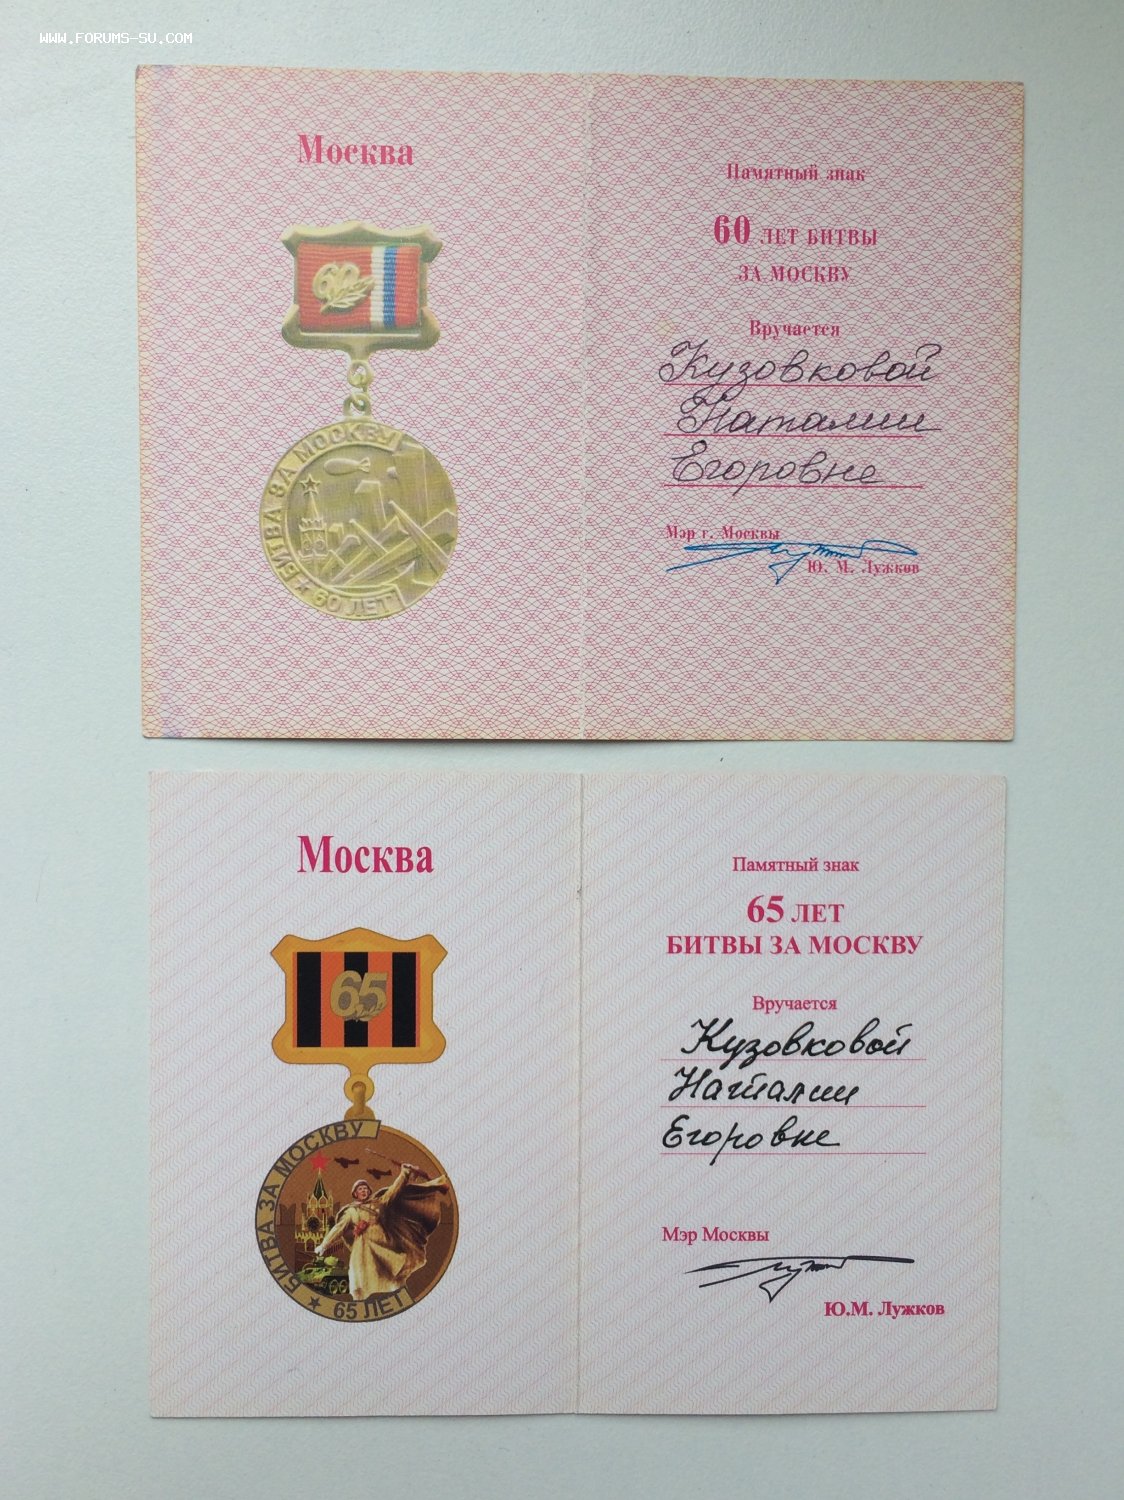 WWW.FORUMS-SU.COM
Москва
60
БИТВА ЗА МОСКВУ
60 ЛЕТ
Памятный знак
60 ЛЕТ БИТВЫ
ЗА МОСКВУ
Вручается
Кузовковой
Наталии
Егоровне
Мэр г. Москвы
Ю. М. Лужков
Москва
65
БИТВА ЗА МОСКВУ
65 ЛЕТ
Памятный знак
65 ЛЕТ
БИТВЫ ЗА МОСКВУ
Вручается
Кузовковой
Наталии
Егоровне
Мэр Москвы
Ю.М. Лужков